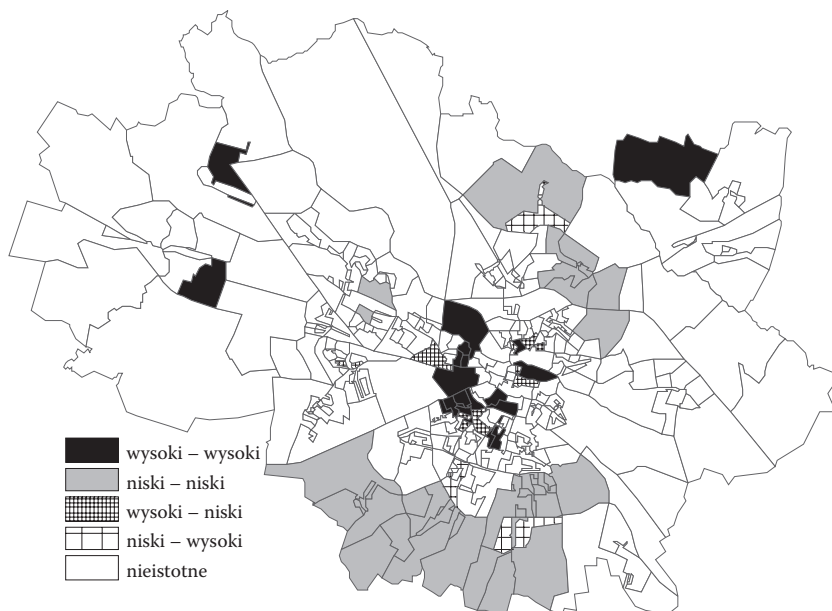 wysoki – wysoki
niski – niski
wysoki – niski
niski – wysoki
nieistotne